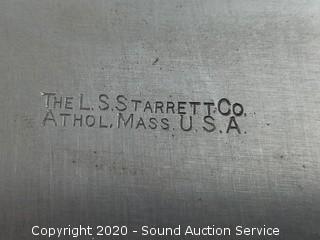 THE L.S.STARRETT CO.
ATHOL, MASS. U.S.A.
Copyright 2020 - Sound Auction Service